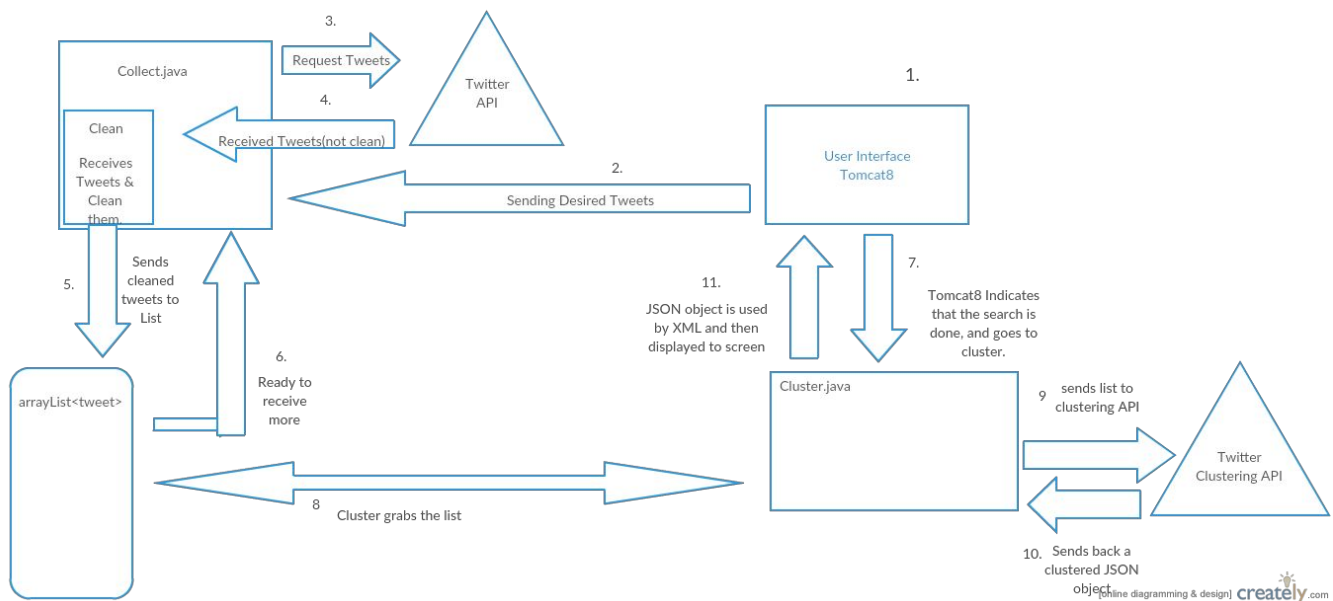 3.
Request Tweets
Collect.java
Twitter
API
4.
Received Tweets(not clean)
Clean
Receives
Tweets &
Clean
them.
1.
User Interface
Tomcat8
2.
Sending Desired Tweets
5.
Sends
cleaned
tweets to
List
6.
Ready to
receive
more
arrayList<tweet>
7.
Tomcat8 Indicates
that the search is
done, and goes to
cluster.
11.
JSON object is used
by XML and then
displayed to screen
Cluster.java
8
Cluster grabs the list
9
sends list to
clustering API
Twitter
Clustering API
10.
Sends back a
clustered JSON
object
[online diagramming & design]
creately.com